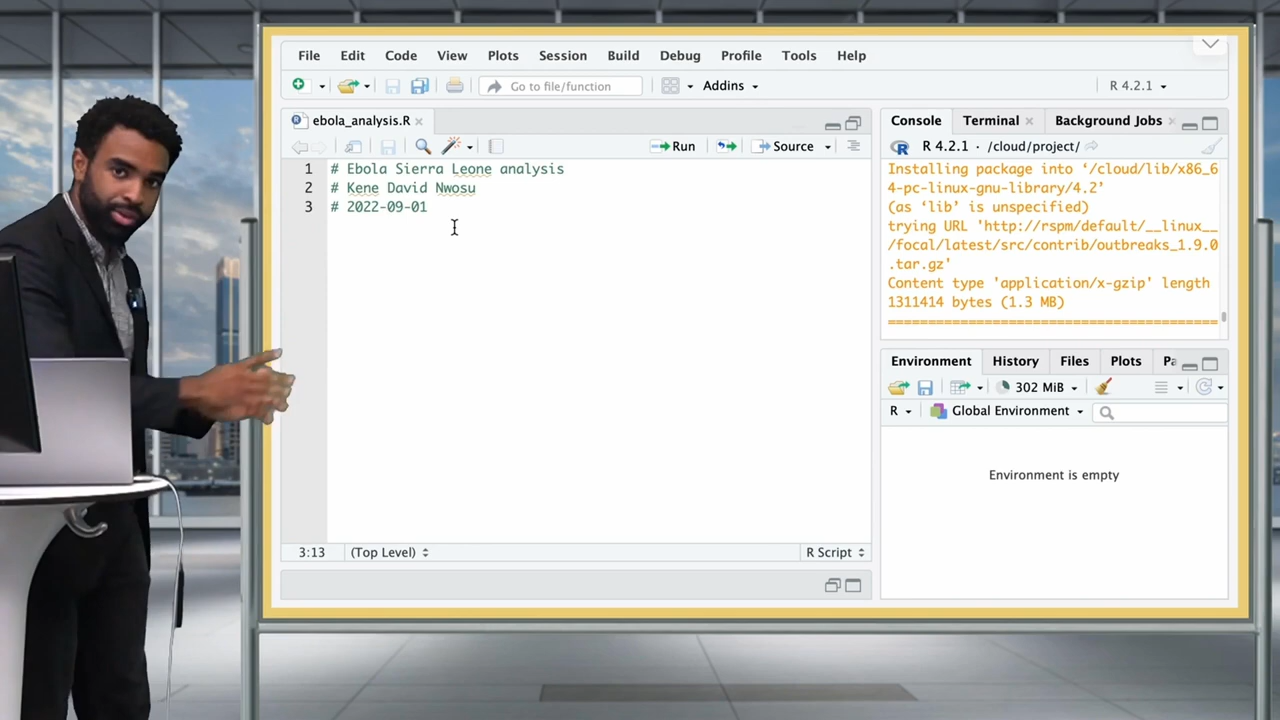 File Edit Code View Plots Session Build Debug Profile Tools Help
Go to file/function Addins R 4.2.1
ebola_analysis.R
Run Source
1 # Ebola Sierra Leone analysis
2 # Kene David Nwosu
3 # 2022-09-01
3:13 (Top Level) R Script
Console Terminal Background Jobs
R 4.2.1 · /cloud/project/
Installing package into ‘/cloud/lib/x86_6
4-pc-linux-gnu-library/4.2’
(as ‘lib’ is unspecified)
trying URL 'http://rspm/default/__linux__
/focal/latest/src/contrib/outbreaks_1.9.0
.tar.gz'
Content type 'application/x-gzip' length
1311414 bytes (1.3 MB)
=========================================
Environment History Files Plots Pa
302 MiB
R Global Environment
Environment is empty